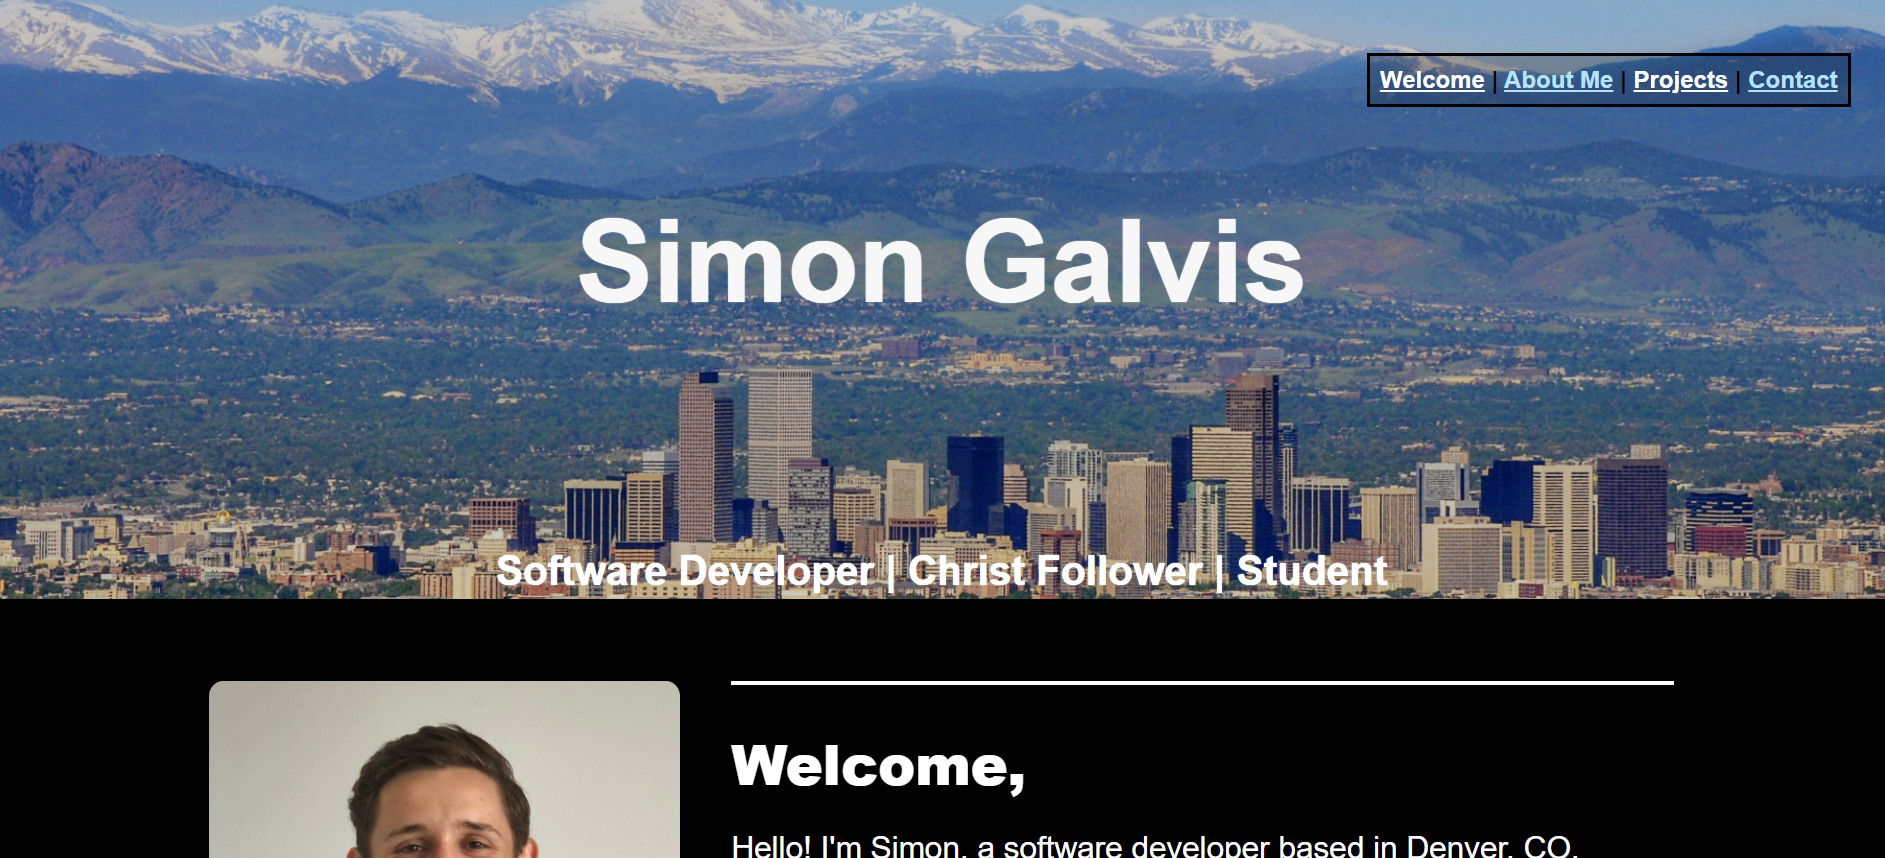 Welcome | About Me | Projects | Contact
Simon Galvis
Software Developer | Christ Follower | Student
Welcome,
Hello! I'm Simon, a software developer based in Denver, CO.